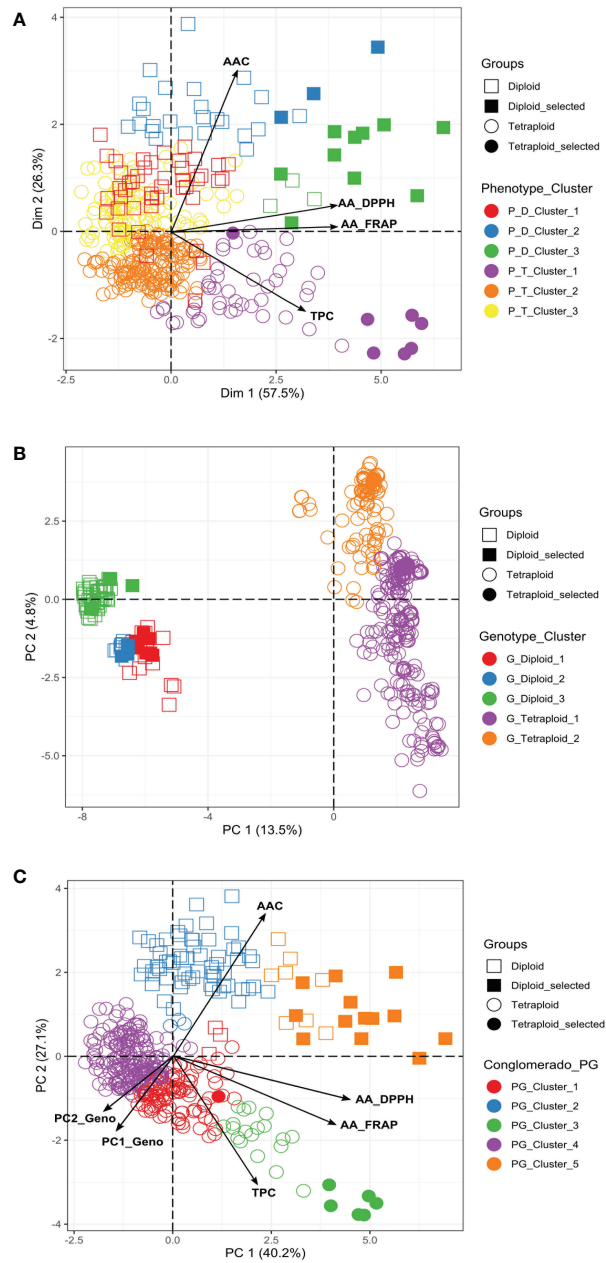 A
4
2
0
-2
-2.5
0.0
2.5
5.0
Dim 2 (26.3%)
Dim 1 (57.5%)
AAC
AA_DPPH
AA_FRAP
TPC
Groups
Diploid
Diploid_selected
Tetraploid
Tetraploid_selected
Phenotype_Cluster
P_D_Cluster_1
P_D_Cluster_2
P_D_Cluster_3
P_T_Cluster_1
P_T_Cluster_2
P_T_Cluster_3
B
2.5
0.0
-2.5
-5.0
-8
-4
0
PC 2 (4.8%)
PC 1 (13.5%)
Groups
Diploid
Diploid_selected
Tetraploid
Tetraploid_selected
Genotype_Cluster
G_Diploid_1
G_Diploid_2
G_Diploid_3
G_Tetraploid_1
G_Tetraploid_2
C
4
2
0
-2
-4
-2.5
0.0
2.5
5.0
PC 2 (27.1%)
PC 1 (40.2%)
AAC
AA_DPPH
AA_FRAP
PC2_Geno
PC1_Geno
TPC
Groups
Diploid
Diploid_selected
Tetraploid
Tetraploid_selected
Conglomerado_PG
PG_Cluster_1
PG_Cluster_2
PG_Cluster_3
PG_Cluster_4
PG_Cluster_5